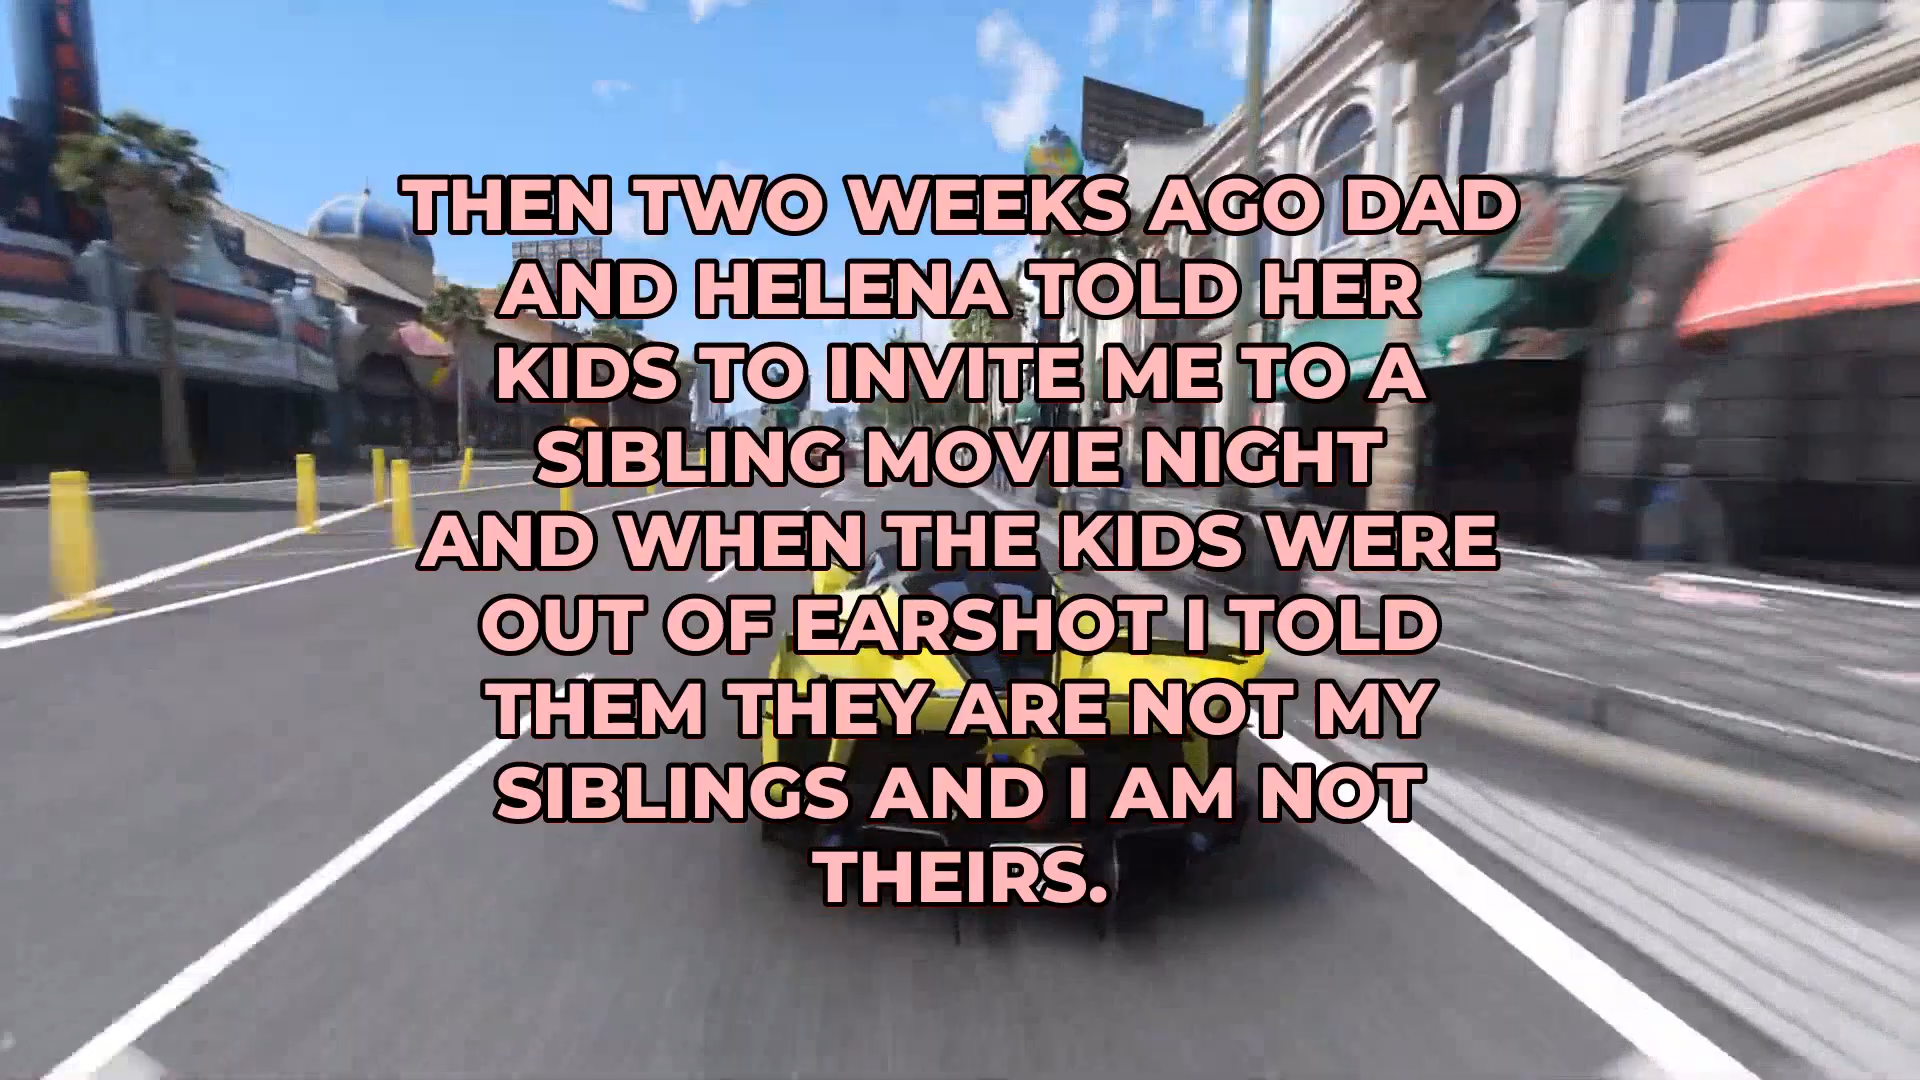 THEN TWO WEEKS AGO DAD
AND HELENA TOLD HER
KIDS TO INVITE ME TO A
SIBLING MOVIE NIGHT
AND WHEN THE KIDS WERE
OUT OF EARSHOT I TOLD
THEM THEY ARE NOT MY
SIBLINGS AND I AM NOT
THEIRS.